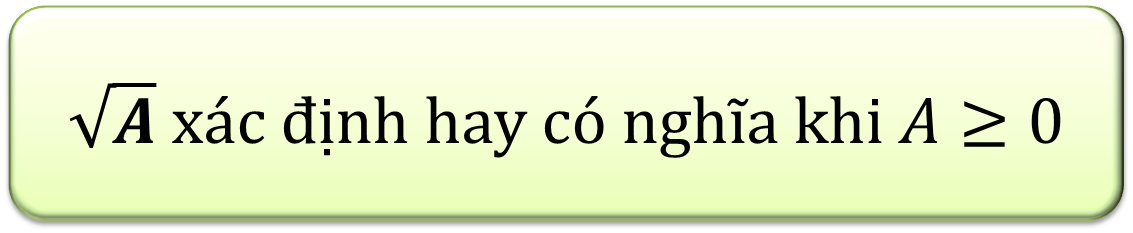 √A xác định hay có nghĩa khi A ≥ 0